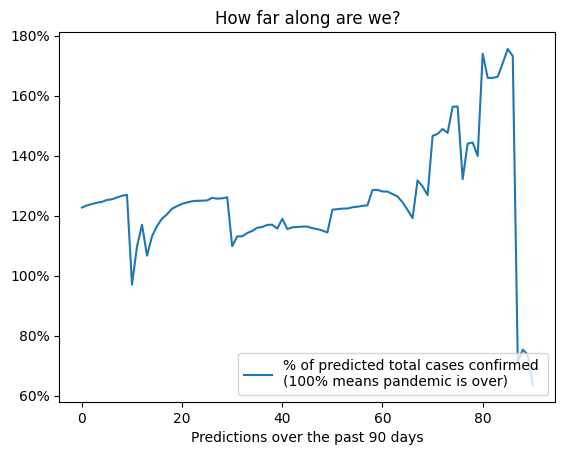 How far along are we?
180%
160%
140%
120%
100%
80%
60%
% of predicted total cases confirmed
(100% means pandemic is over)
0 20 40 60 80
Predictions over the past 90 days